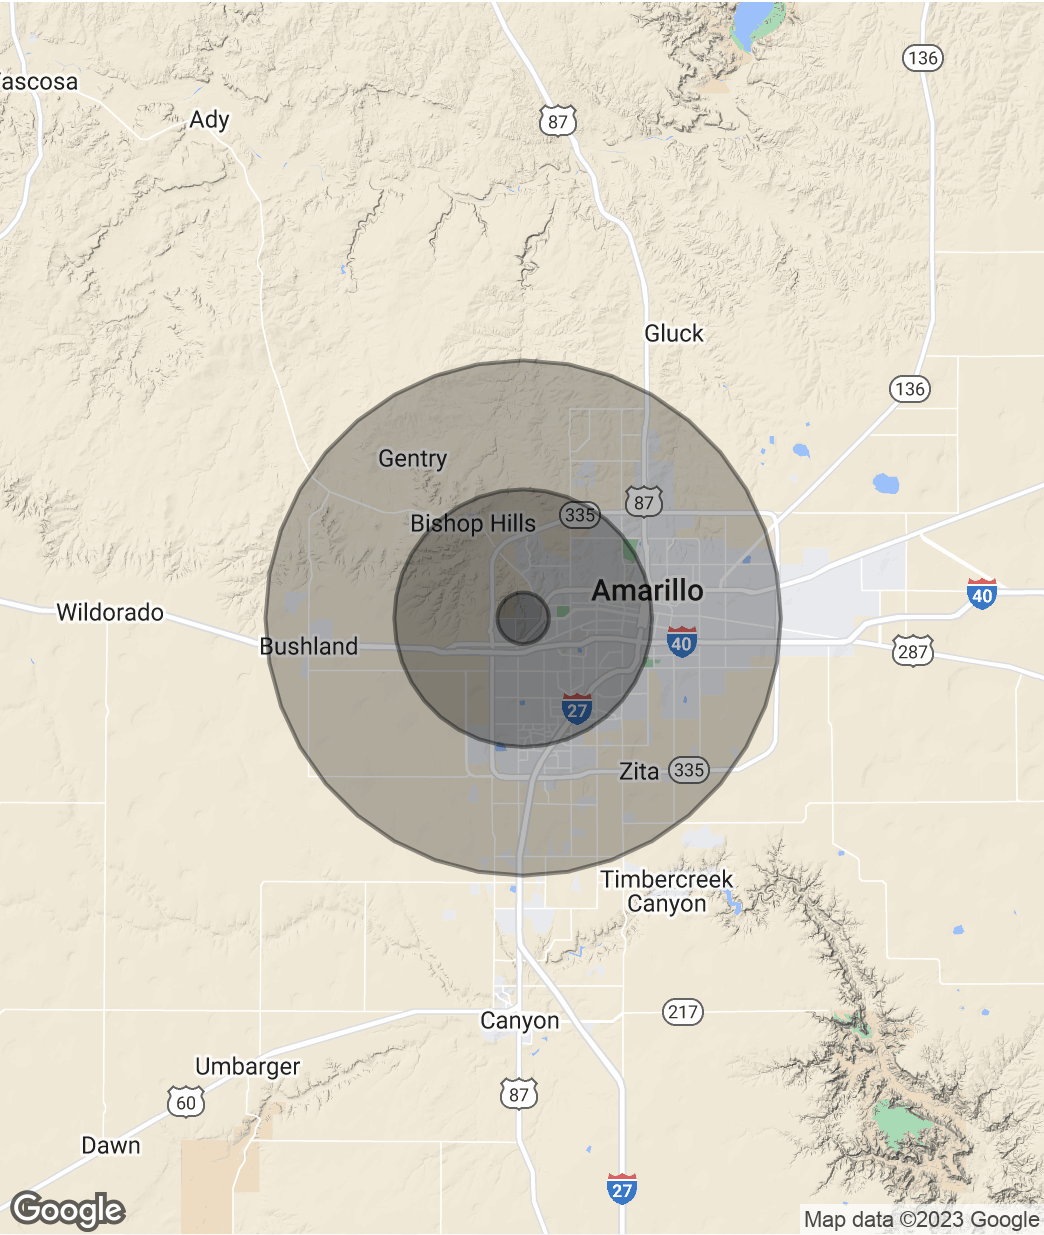 136
ascosa
Ady
87
Gluck
136
Gentry
87
335
Bishop Hills
Amarillo
40
Wildorado
40
Bushland
287
27
Zita
335
Timbercreek
Canyon
217
Canyon
Umbarger
87
60
Dawn
27
Google
Map data ©2023 Google